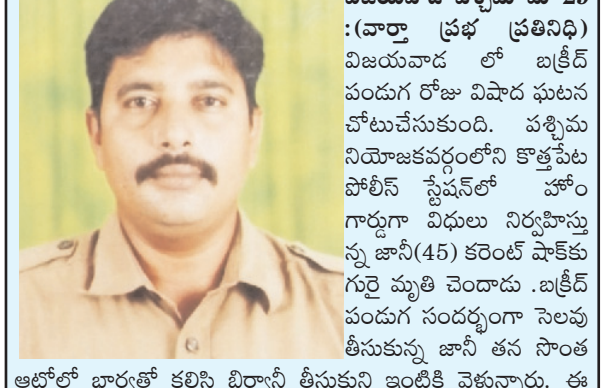 :(వార్తా ప్రభ ప్రతినిధి)
విజయవాడ లో బక్రీద్
పండుగ రోజు విషాద ఘటన
చోటుచేసుకుంది. పశ్చిమ
నియోజకవర్గంలోని కొత్తపేట
పోలీస్ స్టేషన్‌లో హోం
గార్డుగా విధులు నిర్వహిస్తు
న్న జానీ(45) కరెంట్ షాక్‌కు
గురై మృతి చెందాడు .బక్రీద్
పండుగ సందర్భంగా సెలవు
తీసుకున్న జానీ తన సొంత
ఆటోలో భార్యతో కలిసి బిర్యానీ తీసుకుని ఇంటికి వెళ్తున్నారు. ఈ